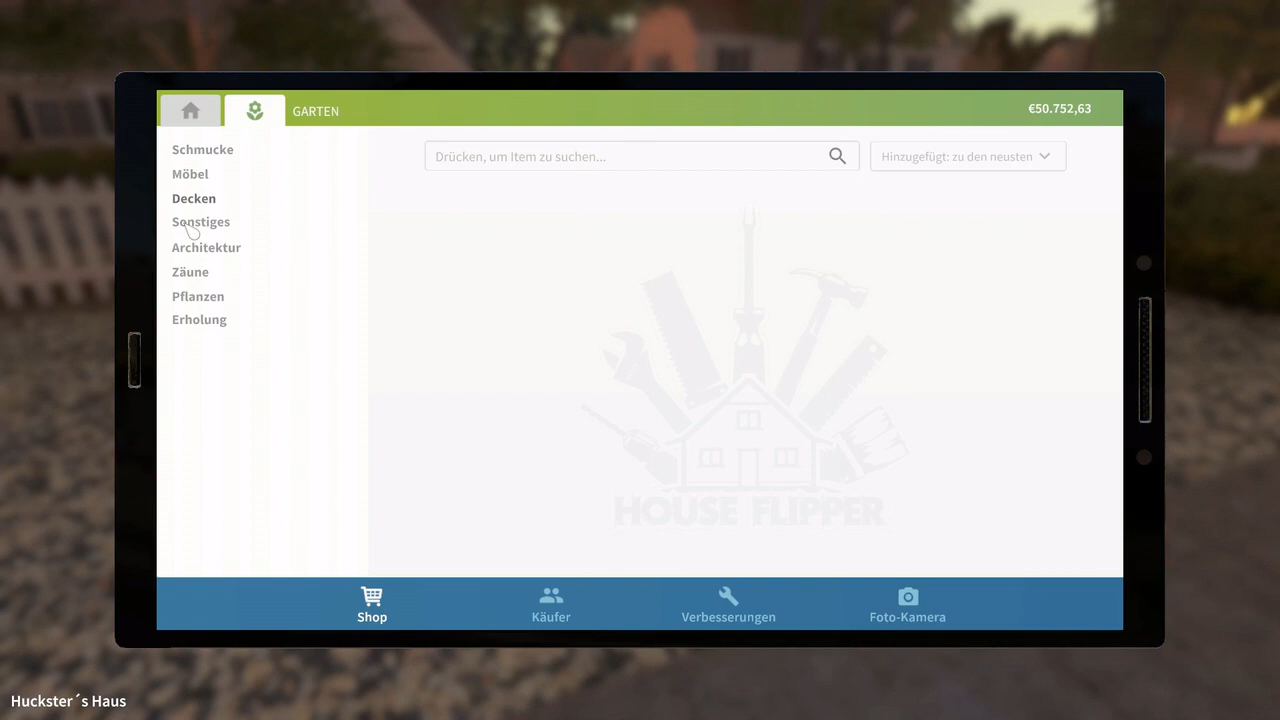 GARTEN
€50.752,63
Schmucke
Möbel
Decken
Sonstiges
Architektur
Zäune
Pflanzen
Erholung
Drücken, um Item zu suchen...
Hinzugefügt: zu den neusten
HOUSE FLIPPER
Shop
Käufer
Verbesserungen
Foto-Kamera
Huckster´s Haus